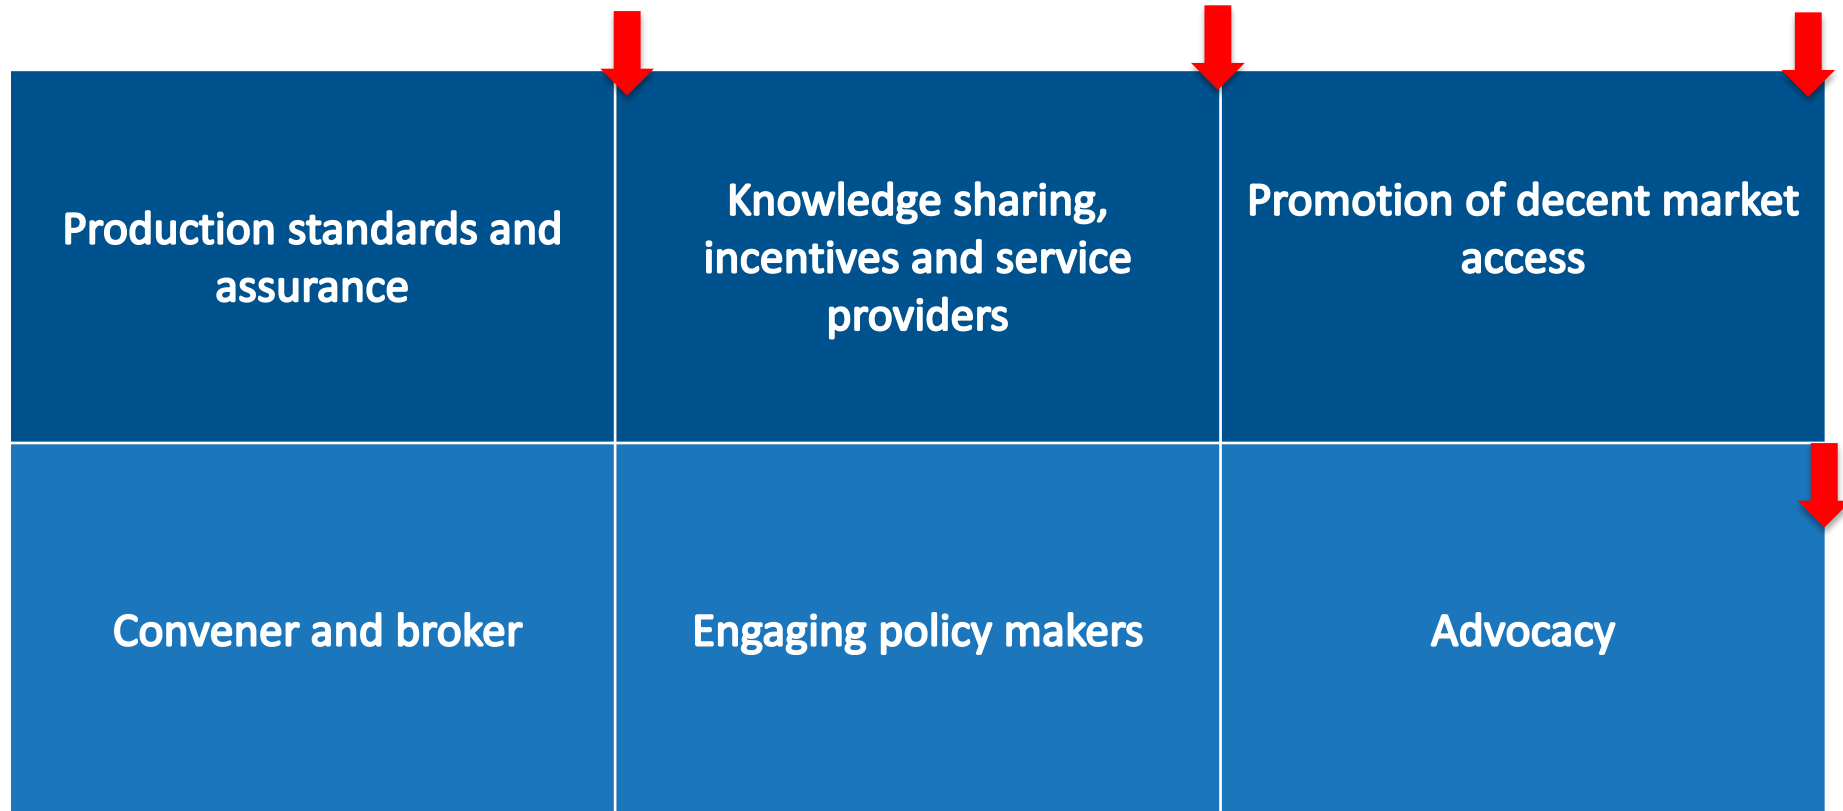 Production standards and
assurance
Knowledge sharing,
incentives and service
providers
Promotion of decent market
access
Convener and broker
Engaging policy makers
Advocacy